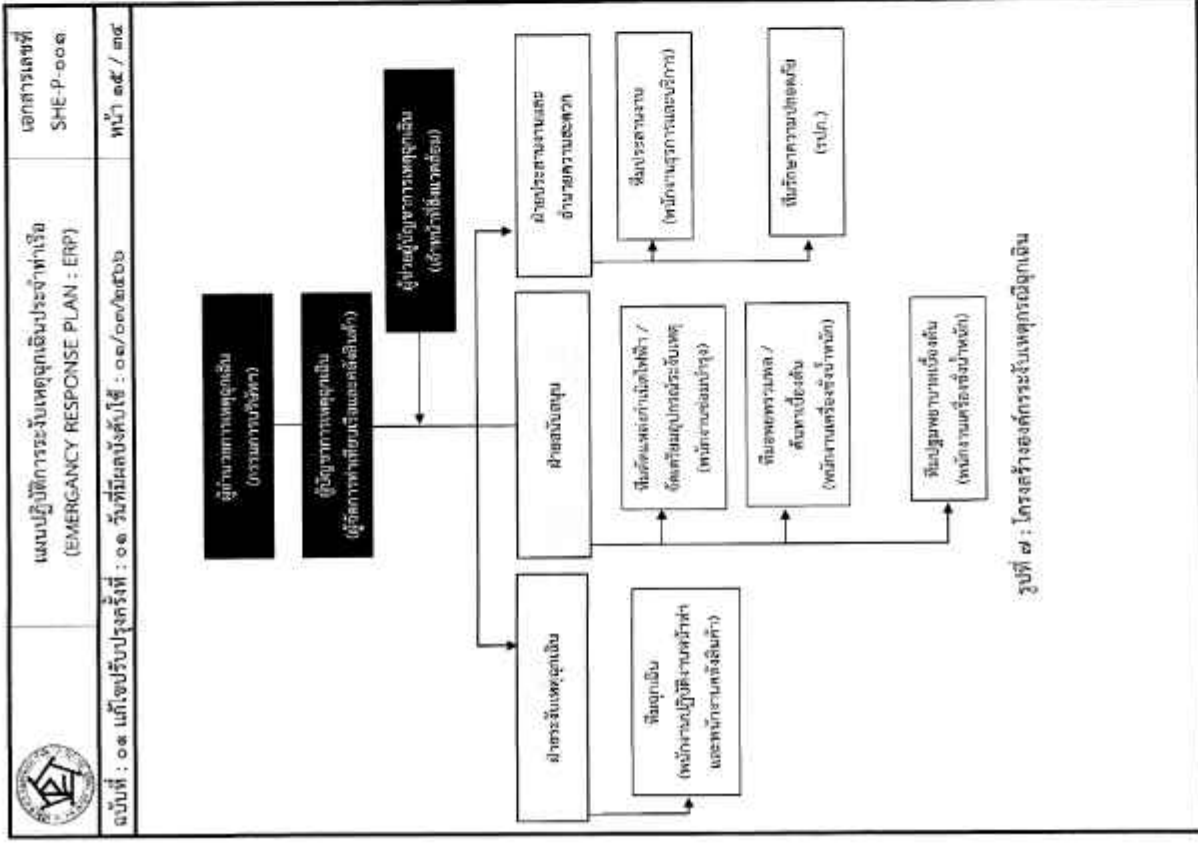 แผนปฏิบัติการระงับเหตุฉุกเฉินประจำท่าเรือ
(EMERGANCY RESPONSE PLAN : ERP)
เอกสารเลขที่
SHE-P-๐๐๑
ฉบับที่ : ๐๑ แก้ไขปรับปรุงครั้งที่ : ๐๑ วันที่มีผลบังคับใช้ : ๐๑/๐๓/๒๕๖๖
หน้า ๑๕ / ๓๕
ผู้อำนวยการเหตุฉุกเฉิน
(กรรมการบริษัทฯ)
ผู้บัญชาการเหตุฉุกเฉิน
(ผู้จัดการท่าเทียบเรือและคลังสินค้า)
ผู้ช่วยผู้บัญชาการเหตุฉุกเฉิน
(เจ้าหน้าที่สิ่งแวดล้อม)
ฝ่ายระงับเหตุฉุกเฉิน
ฝ่ายสนับสนุน
ฝ่ายประสานงานและ
อำนวยความสะดวก
ทีมฉุกเฉิน
(พนักงานปฏิบัติงานหน้าท่า
และพนักงานคลังสินค้า)
ทีมตัดแหล่งกำเนิดไฟฟ้า /
จัดเตรียมอุปกรณ์ระงับเหตุ
(พนักงานซ่อมบำรุง)
ทีมอพยพรวมพล /
ค้นหาเบื้องต้น
(พนักงานเครื่องชั่งน้ำหนัก)
ทีมปฐมพยาบาลเบื้องต้น
(พนักงานเครื่องชั่งน้ำหนัก)
ทีมประสานงาน
(พนักงานธุรการและบริการ)
ทีมรักษาความปลอดภัย
(รปภ.)
รูปที่ ๗ : โครงสร้างองค์กรระงับเหตุกรณีฉุกเฉิน